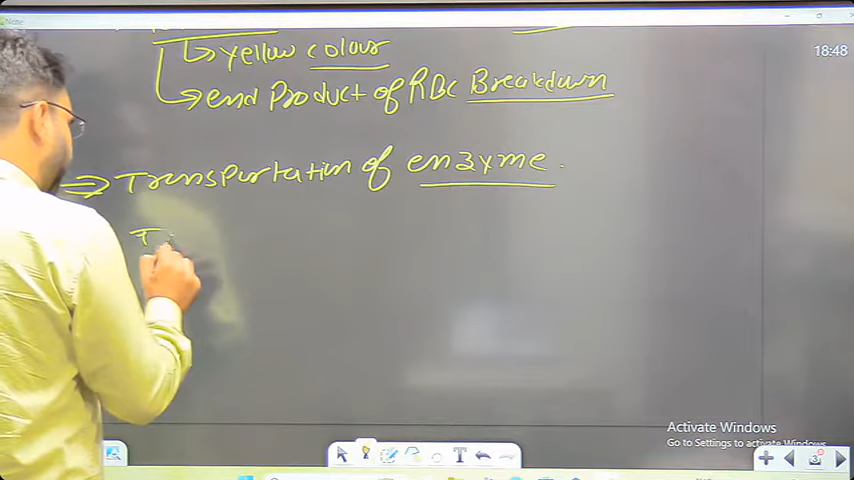 Note
18:48
↳ yellow colour
↳ end Product of RBC Breakdown
⇒ Transportation of enzyme.
T
Activate Windows
Go to Settings to activate Windows.